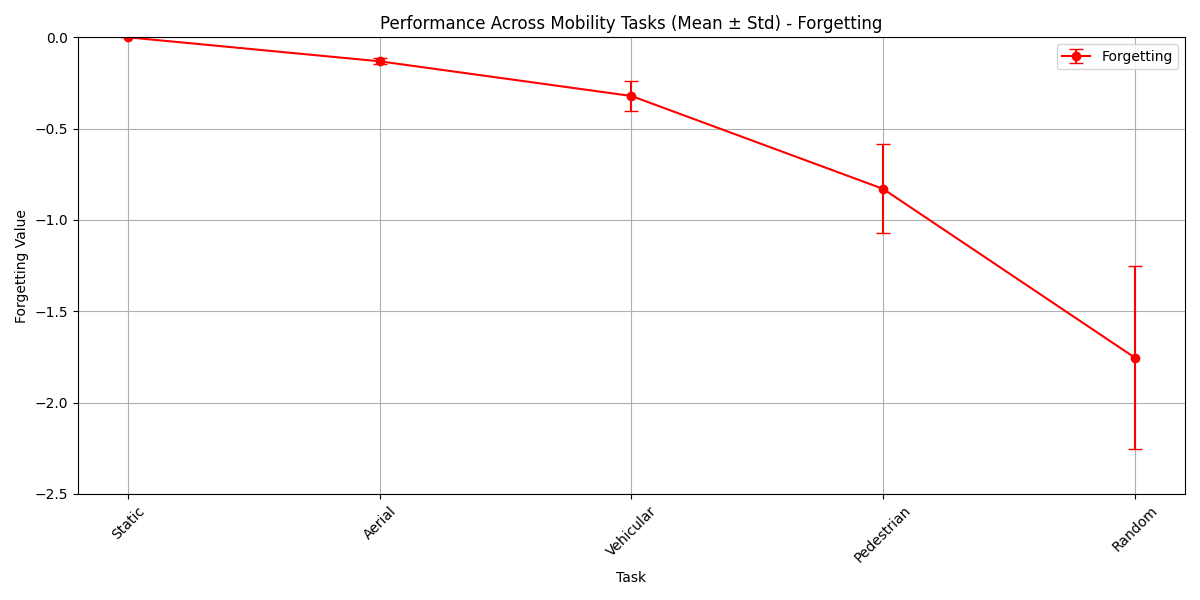 Performance Across Mobility Tasks (Mean ± Std) - Forgetting
Forgetting
Forgetting Value
0.0
−0.5
−1.0
−1.5
−2.0
−2.5
Static
Aerial
Vehicular
Pedestrian
Random
Task